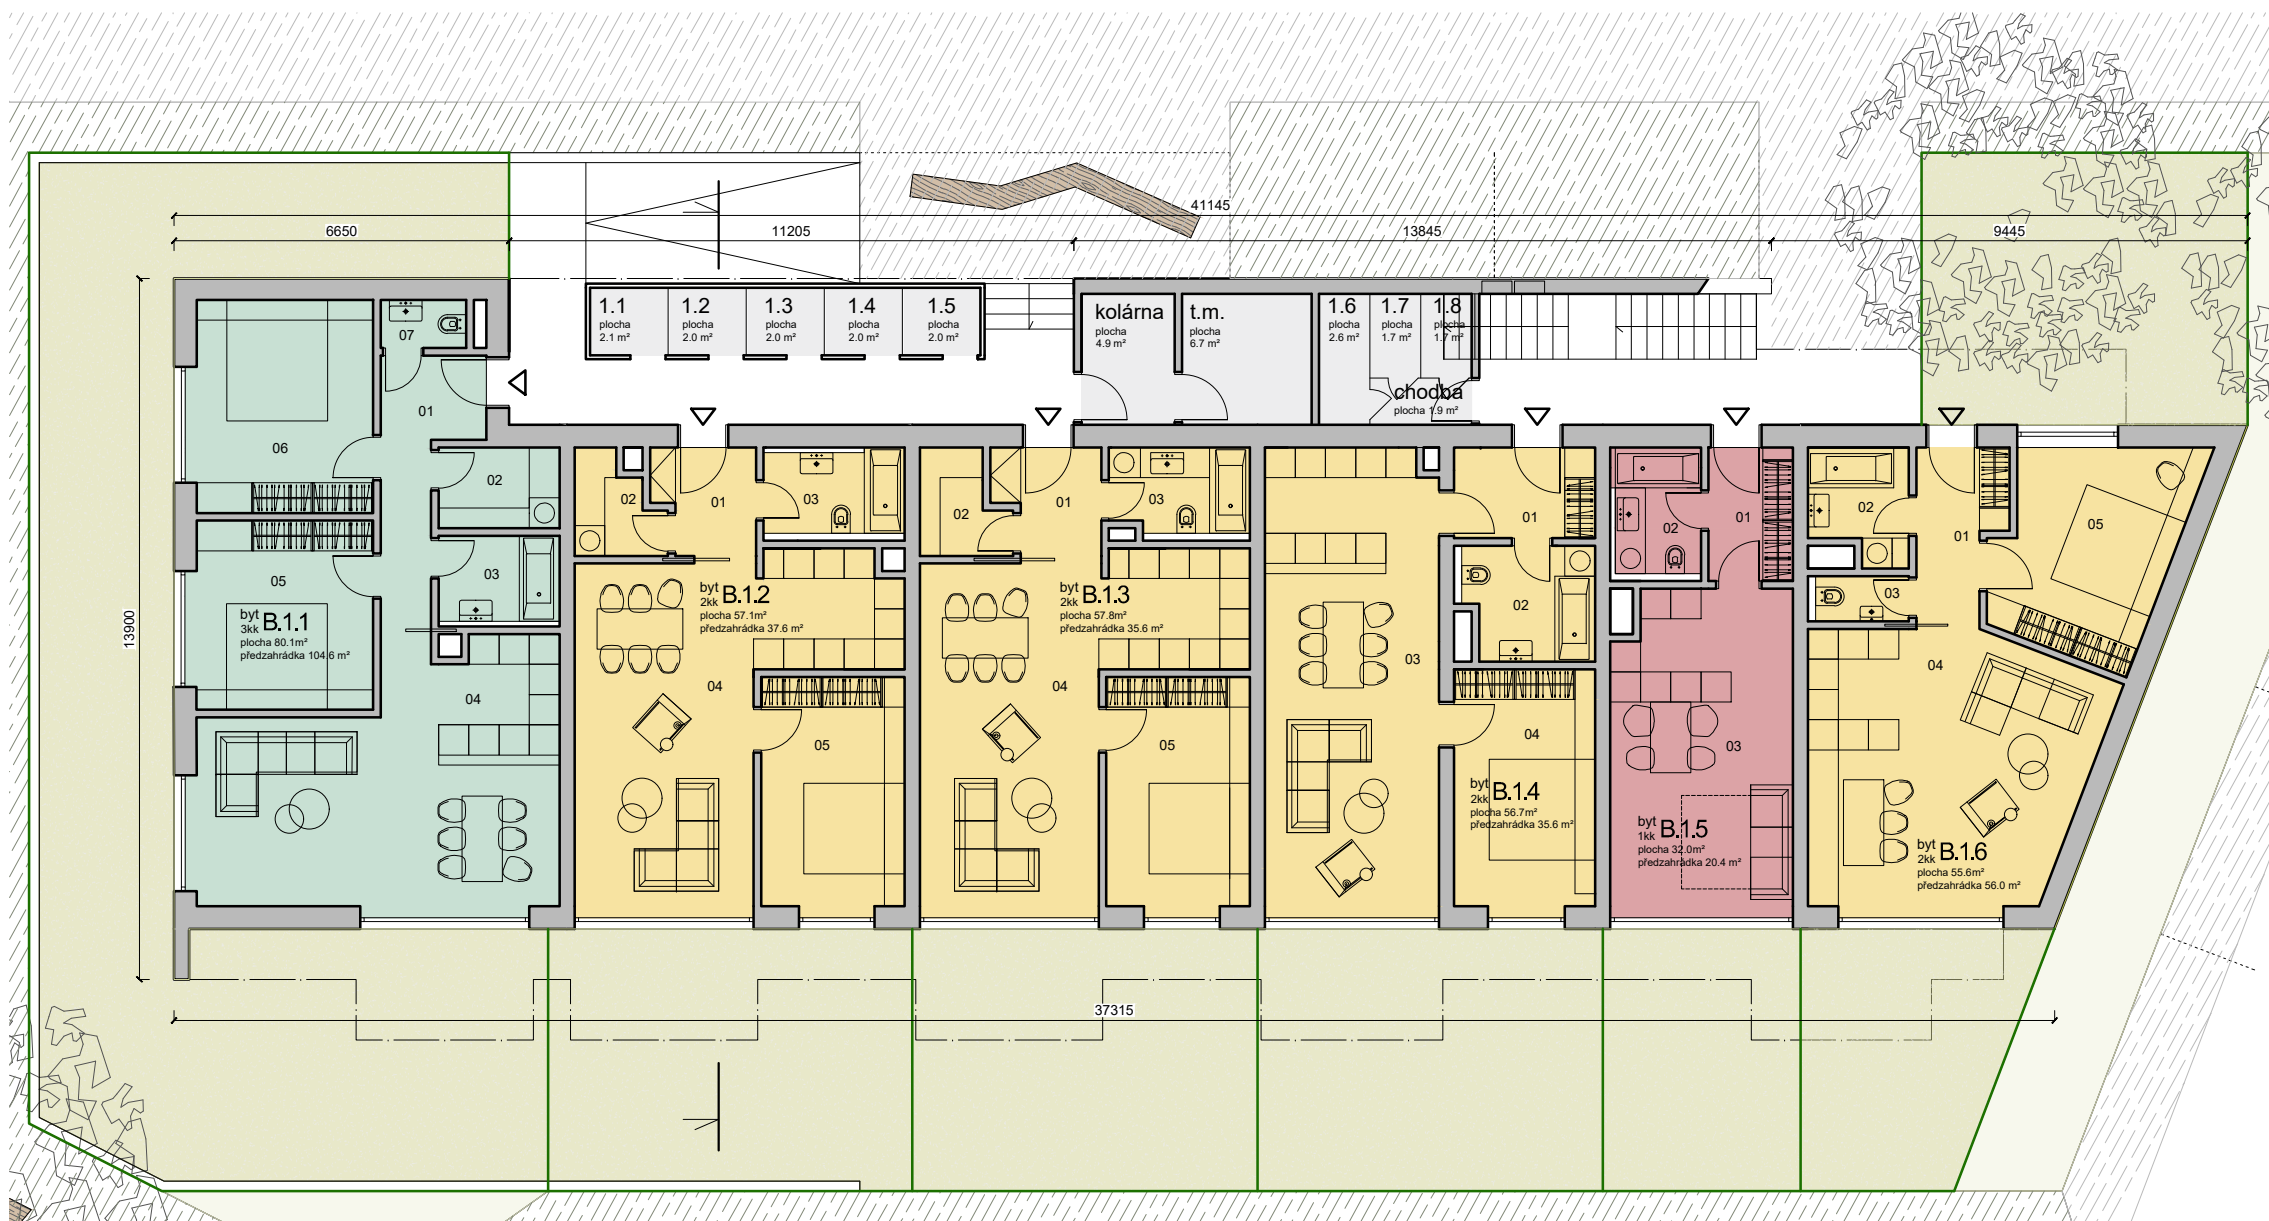 41145
6650
11205
13845
9445
1.1
plocha
2.1 m²
1.2
plocha
2.0 m²
1.3
plocha
2.0 m²
1.4
plocha
2.0 m²
1.5
plocha
2.0 m²
kolárna
plocha
4.9 m²
t.m.
plocha
6.7 m²
1.6
plocha
2.6 m²
1.7
plocha
1.7 m²
1.8
plocha
1.7 m²
chodba
plocha 1.9 m²
13900
07
01
06
02
03
05
byt B.1.1
3kk
plocha 80.1m²
předzahrádka 104.6 m²
04
02
01
03
byt B.1.2
2kk
plocha 57.1m²
předzahrádka 37.6 m²
04
05
02
01
03
byt B.1.3
2kk
plocha 57.8m²
předzahrádka 35.6 m²
04
05
01
02
03
04
byt B.1.4
2kk
plocha 56.7m²
předzahrádka 35.6 m²
02
01
03
byt B.1.5
1kk
plocha 32.0m²
předzahrádka 20.4 m²
02
01
05
03
04
byt B.1.6
2kk
plocha 55.6m²
předzahrádka 56.0 m²
37315